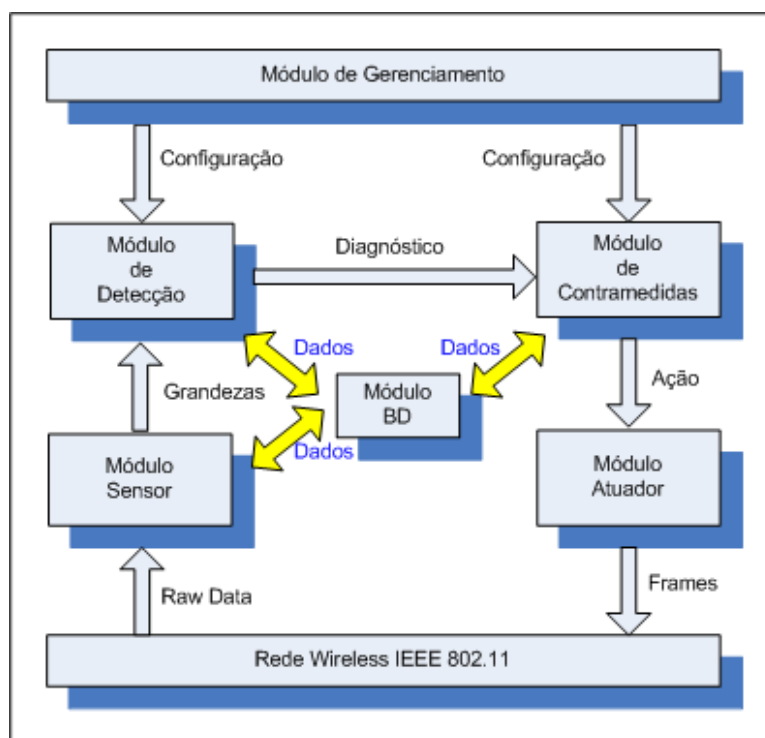 Módulo de Gerenciamento
Configuração
Configuração
Módulo
de
Detecção
Diagnóstico
Módulo
de
Contramedidas
Dados
Dados
Grandezas
Módulo
BD
Ação
Dados
Módulo
Sensor
Módulo
Atuador
Raw Data
Frames
Rede Wireless IEEE 802.11